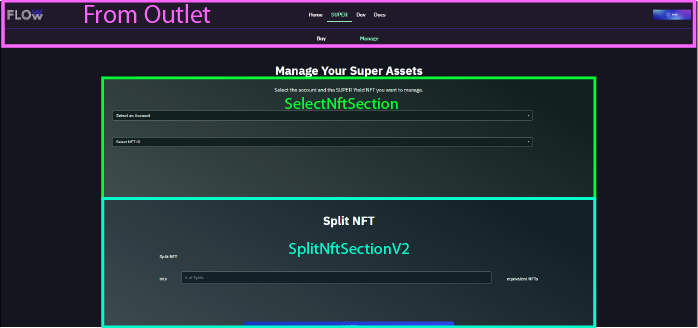 FLOW
From Outlet
Home SUPER Dev Docs
Buy Manage
Manage Your Super Assets
Select the account and the SUPER Yield NFT you want to manage.
SelectNftSection
Select an Account
Select NFT ID
Split NFT
SplitNftSectionV2
Split NFT
into # of Splits equivalent NFTs